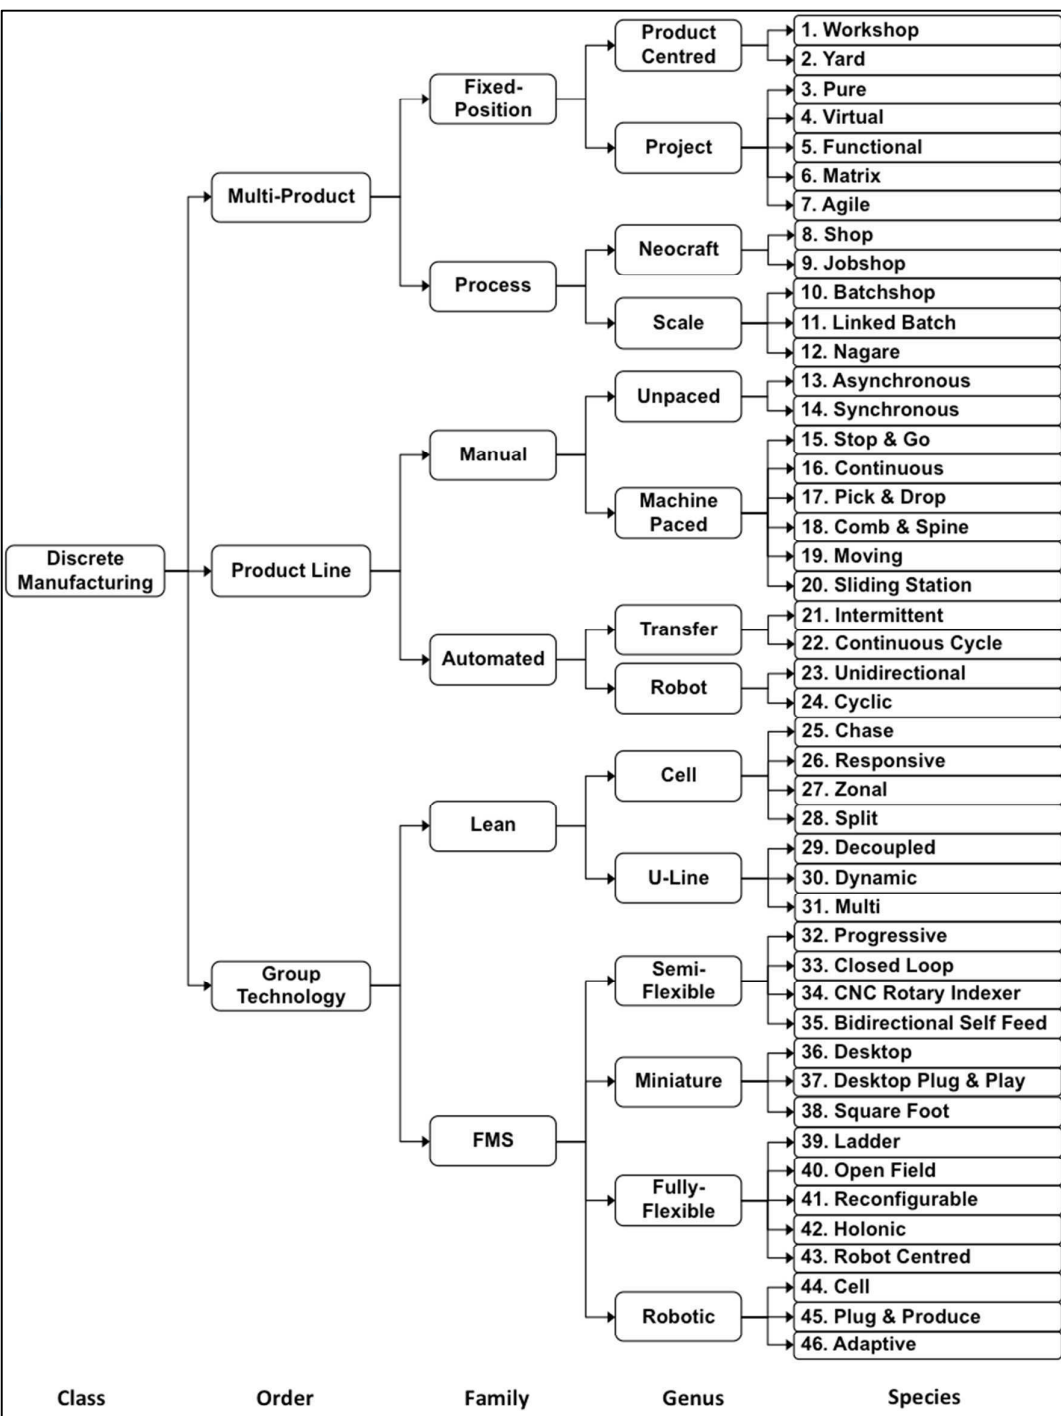 Discrete
Manufacturing
Multi-Product
Product Line
Group
Technology
Fixed-
Position
Process
Manual
Automated
Lean
FMS
Product
Centred
Project
Neocraft
Scale
Unpaced
Machine
Paced
Transfer
Robot
Cell
U-Line
Semi-
Flexible
Miniature
Fully-
Flexible
Robotic
1. Workshop
2. Yard
3. Pure
4. Virtual
5. Functional
6. Matrix
7. Agile
8. Shop
9. Jobshop
10. Batchshop
11. Linked Batch
12. Nagare
13. Asynchronous
14. Synchronous
15. Stop & Go
16. Continuous
17. Pick & Drop
18. Comb & Spine
19. Moving
20. Sliding Station
21. Intermittent
22. Continuous Cycle
23. Unidirectional
24. Cyclic
25. Chase
26. Responsive
27. Zonal
28. Split
29. Decoupled
30. Dynamic
31. Multi
32. Progressive
33. Closed Loop
34. CNC Rotary Indexer
35. Bidirectional Self Feed
36. Desktop
37. Desktop Plug & Play
38. Square Foot
39. Ladder
40. Open Field
41. Reconfigurable
42. Holonic
43. Robot Centred
44. Cell
45. Plug & Produce
46. Adaptive
Class Order Family Genus Species